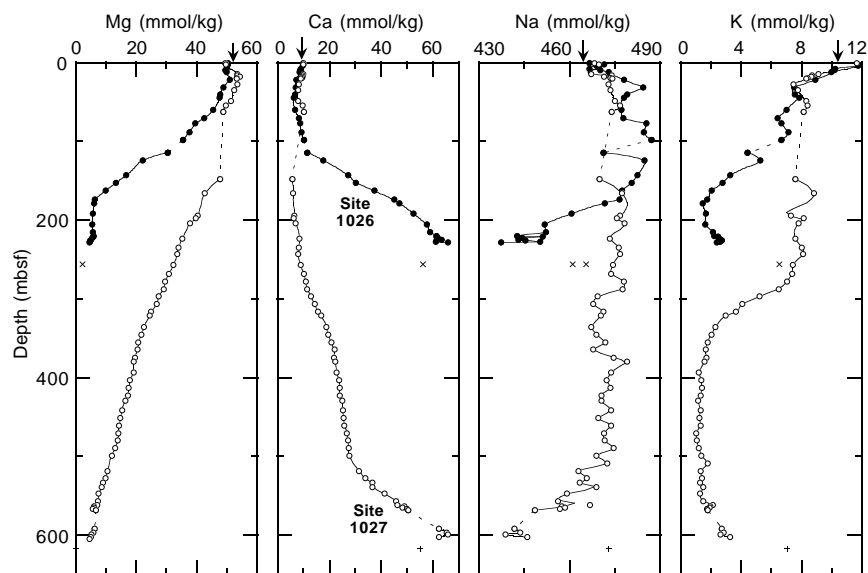 Mg (mmol/kg) Ca (mmol/kg) Na (mmol/kg) K (mmol/kg)
0 20 40 60 0 20 40 60 430 460 490 0 4 8 12
0
200
400
600
Depth (mbsf)
Site
1026
Site
1027